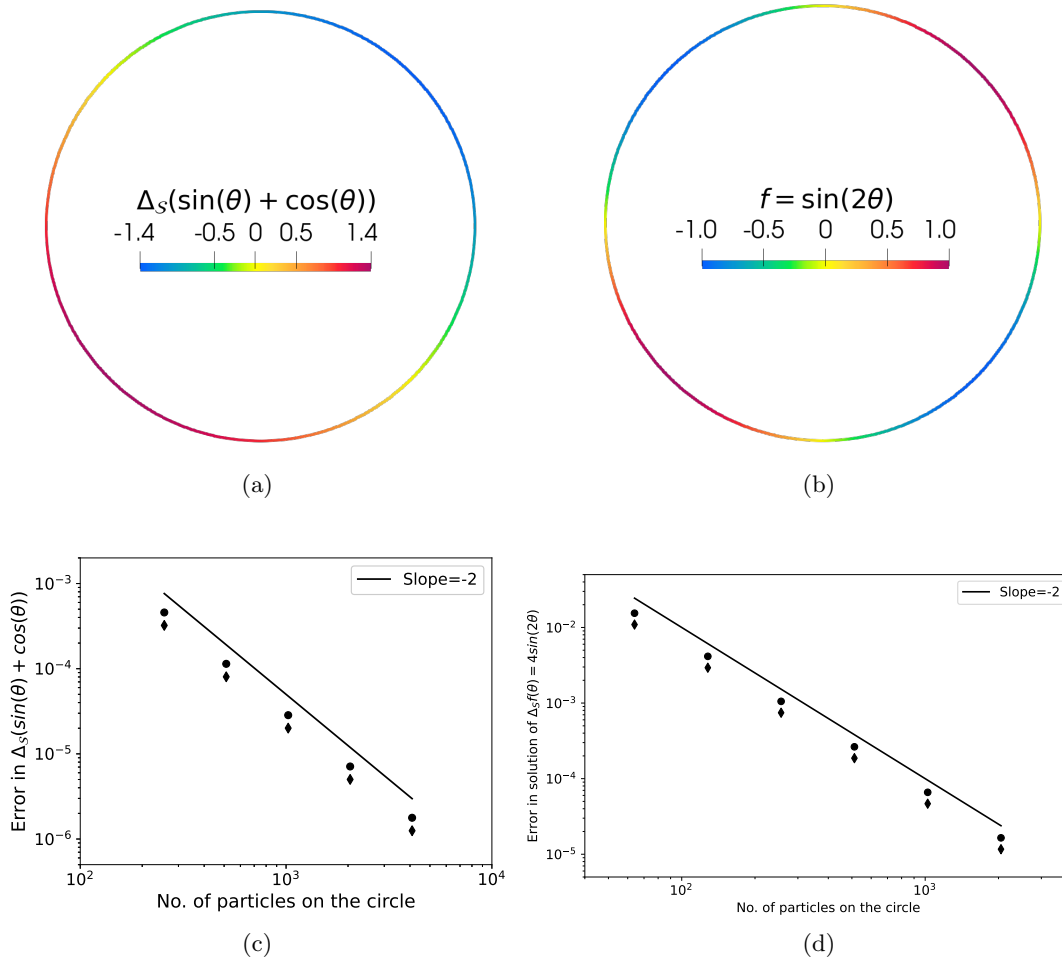 Δ_𝒮(sin(θ) + cos(θ))
-1.4 -0.5 0 0.5 1.4
(a)
f = sin(2θ)
-1.0 -0.5 0 0.5 1.0
(b)
Error in Δ_𝒮(sin(θ) + cos(θ))
10⁻³
10⁻⁴
10⁻⁵
10⁻⁶
Slope=-2
10² 10³ 10⁴
No. of particles on the circle
(c)
Error in solution of Δ_𝒮f(θ) = 4sin(2θ)
10⁻²
10⁻³
10⁻⁴
10⁻⁵
Slope=-2
10² 10³
No. of particles on the circle
(d)